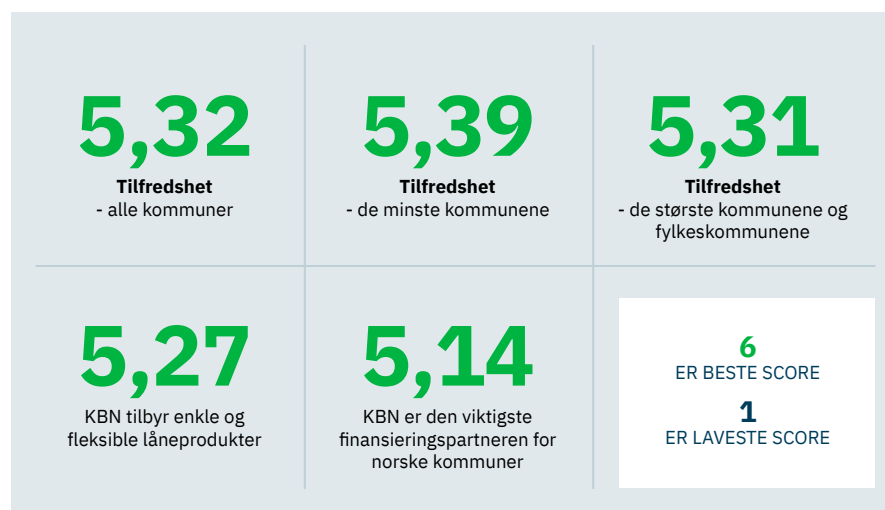 5,32
Tilfredshet
- alle kommuner
5,39
Tilfredshet
- de minste kommunene
5,31
Tilfredshet
- de største kommunene og
fylkeskommunene
5,27
KBN tilbyr enkle og
fleksible låneprodukter
5,14
KBN er den viktigste
finansieringspartneren for
norske kommuner
6
ER BESTE SCORE
1
ER LAVESTE SCORE